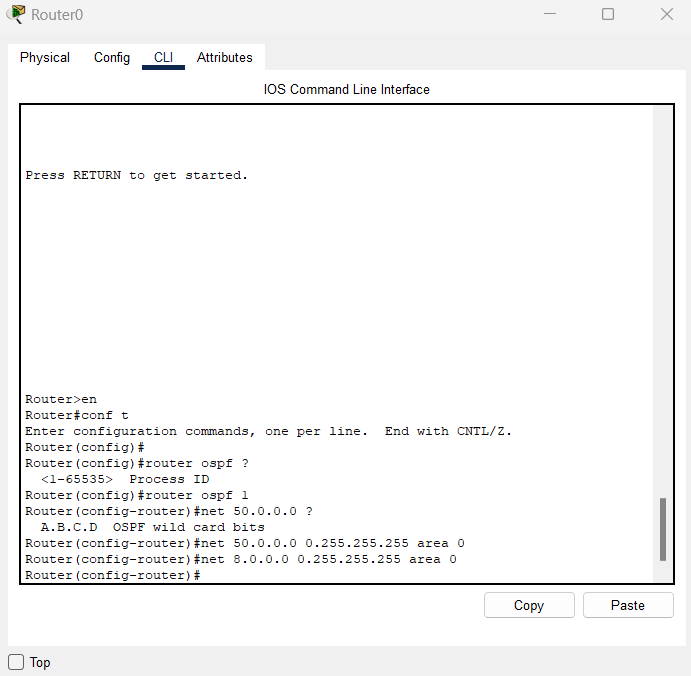 Router0
Physical Config CLI Attributes
IOS Command Line Interface
Press RETURN to get started.
Router>en
Router#conf t
Enter configuration commands, one per line.  End with CNTL/Z.
Router(config)#
Router(config)#router ospf ?
  <1-65535>  Process ID
Router(config)#router ospf 1
Router(config-router)#net 50.0.0.0 ?
  A.B.C.D  OSPF wild card bits
Router(config-router)#net 50.0.0.0 0.255.255.255 area 0
Router(config-router)#net 8.0.0.0 0.255.255.255 area 0
Router(config-router)#
Copy Paste
Top